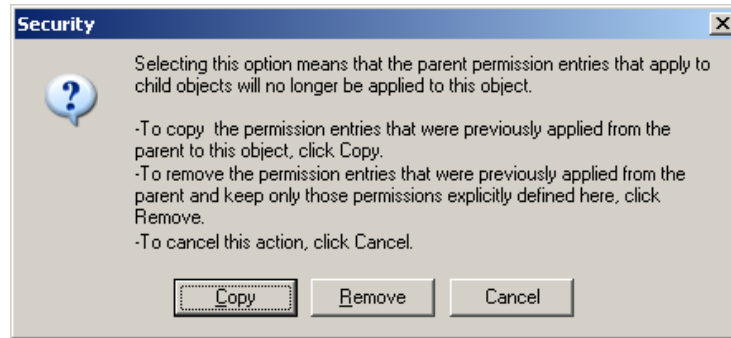 Security
Selecting this option means that the parent permission entries that apply to
child objects will no longer be applied to this object.
-To copy  the permission entries that were previously applied from the
parent to this object, click Copy.
-To remove the permission entries that were previously applied from the
parent and keep only those permissions explicitly defined here, click
Remove.
-To cancel this action, click Cancel.
Copy Remove Cancel